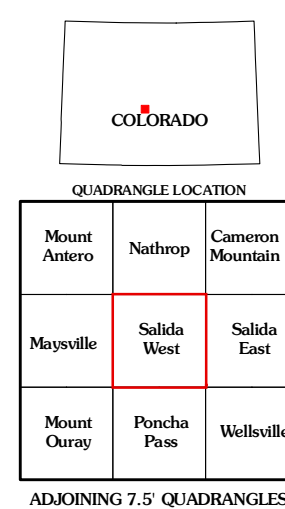 COLORADO
QUADRANGLE LOCATION
Mount
Antero
Nathrop
Cameron
Mountain
Maysville
Salida
West
Salida
East
Mount
Ouray
Poncha
Pass
Wellsville
ADJOINING 7.5' QUADRANGLES